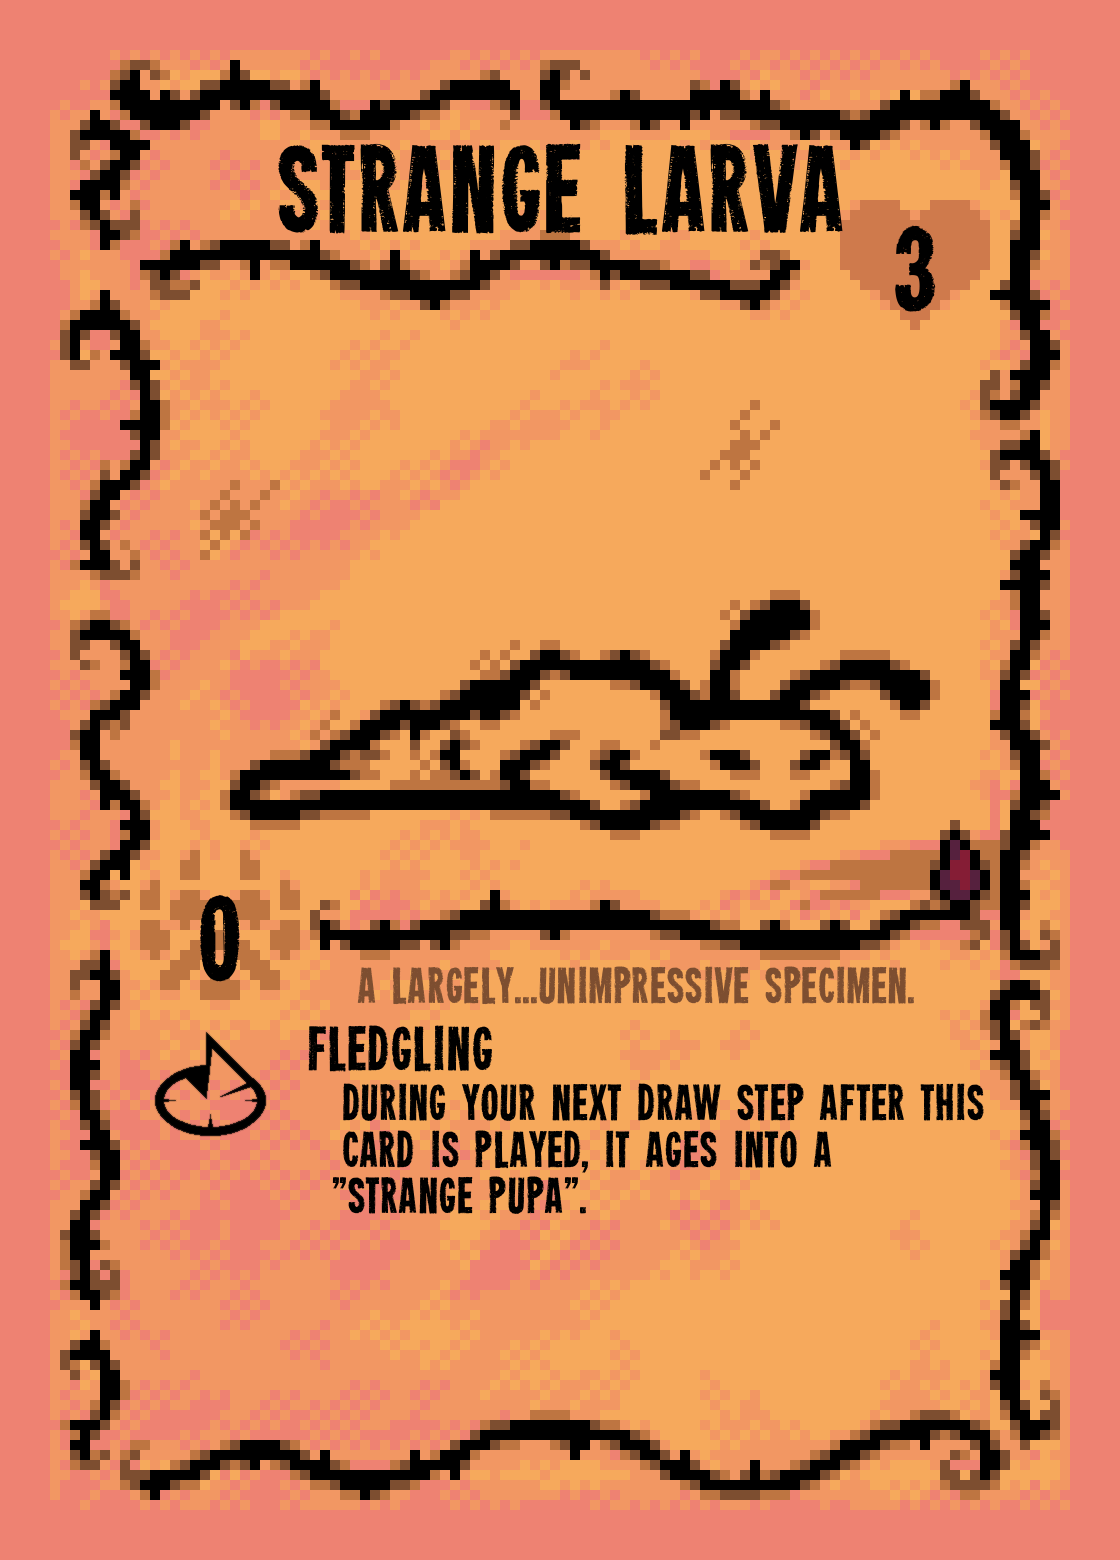 STRANGE LARVA
3
0
A LARGELY...UNIMPRESSIVE SPECIMEN.
FLEDGLING
DURING YOUR NEXT DRAW STEP AFTER THIS
CARD IS PLAYED, IT AGES INTO A
"STRANGE PUPA".